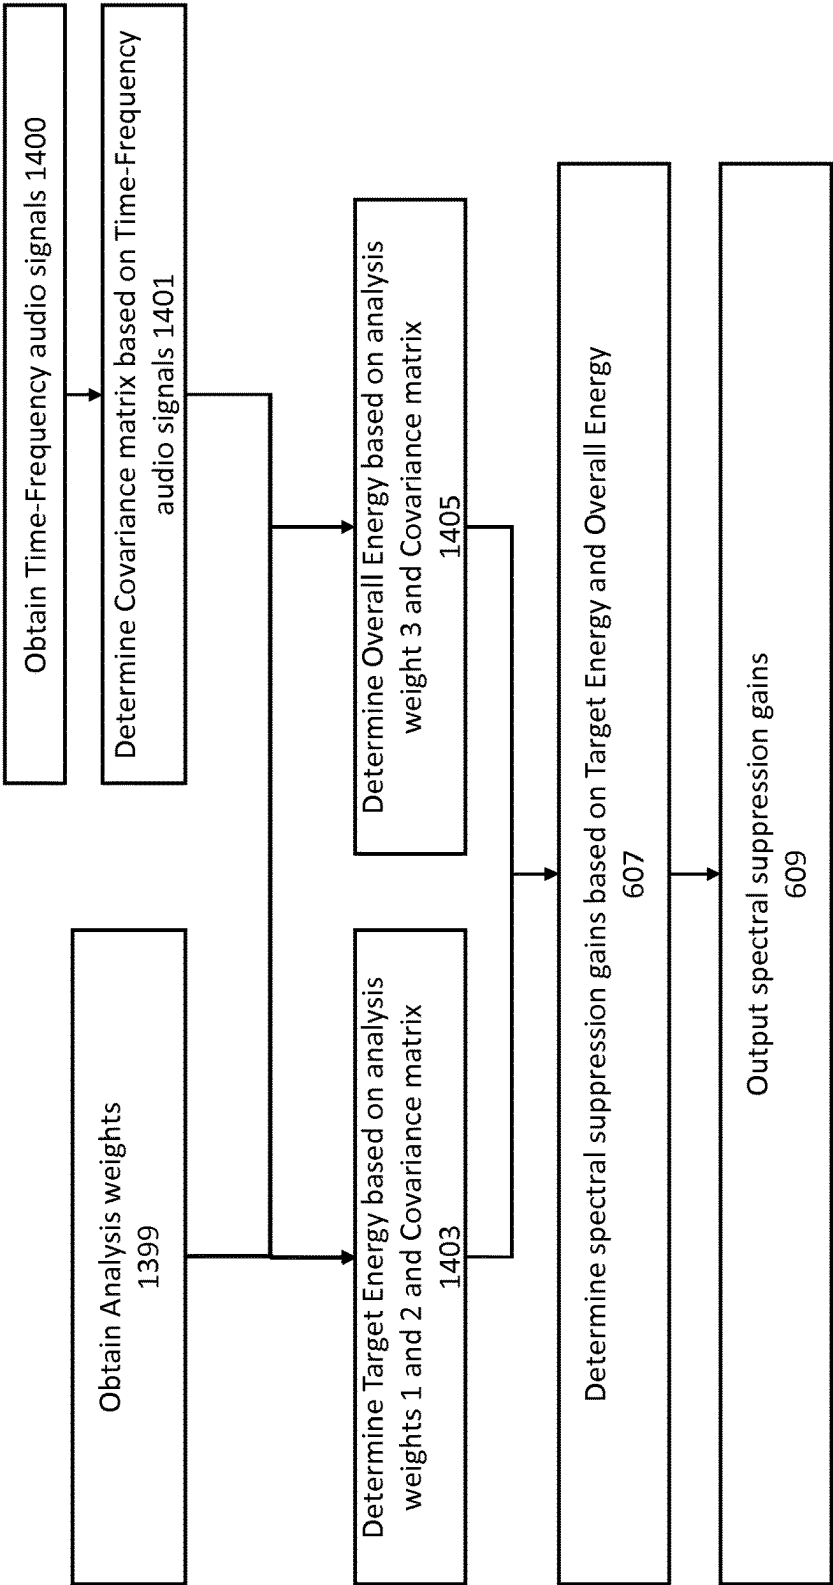 Obtain Time-Frequency audio signals 1400
Determine Covariance matrix based on Time-Frequency
audio signals 1401
Obtain Analysis weights
1399
Determine Target Energy based on analysis
weights 1 and 2 and Covariance matrix
1403
Determine Overall Energy based on analysis
weight 3 and Covariance matrix
1405
Determine spectral suppression gains based on Target Energy and Overall Energy
607
Output spectral suppression gains
609